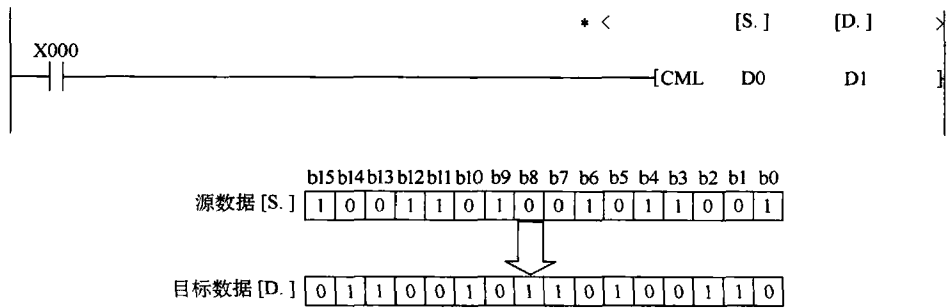 * < [S. ] [D. ] >
X000
[CML D0 D1 ]
b15 b14 b13 b12 b11 b10 b9 b8 b7 b6 b5 b4 b3 b2 b1 b0
源数据 [S. ] 1 0 0 1 1 0 1 0 0 1 0 1 1 0 0 1
目标数据 [D. ] 0 1 1 0 0 1 0 1 1 0 1 0 0 1 1 0